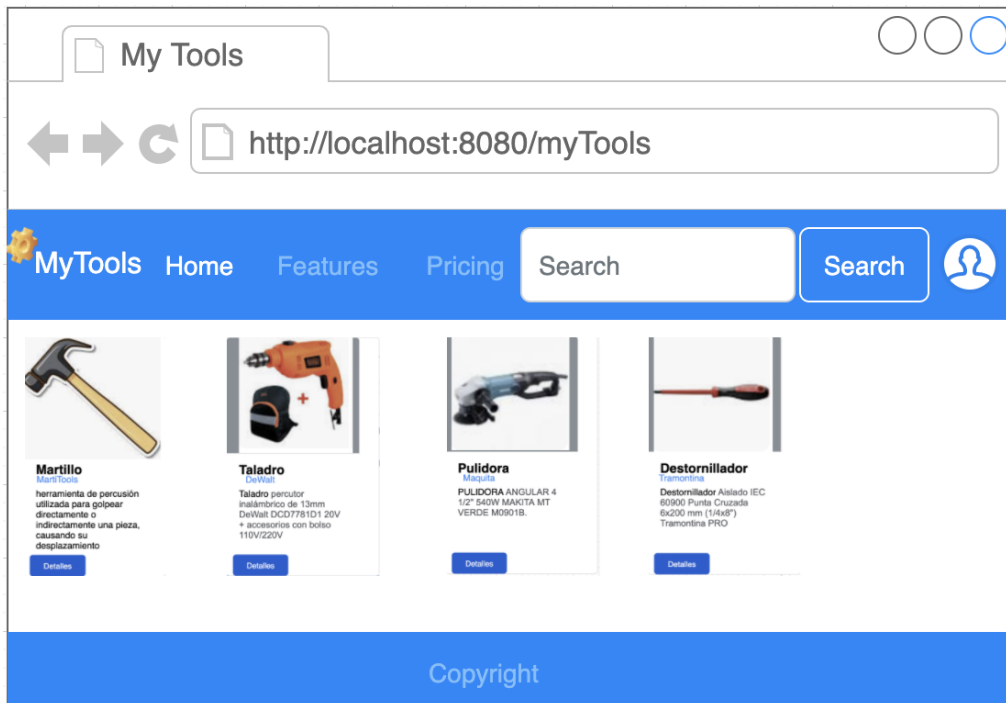 My Tools
http://localhost:8080/myTools
MyTools Home Features Pricing Search Search
Martillo
MartiTools
herramienta de percusión
utilizada para golpear
directamente o
indirectamente una pieza,
causando su
desplazamiento
Detalles
Taladro
DeWalt
Taladro percutor
inalámbrico de 13mm
DeWalt DCD7781D1 20V
+ accesorios con bolso
110V/220V
Detalles
Pulidora
Maquita
PULIDORA ANGULAR 4
1/2" 540W MAKITA MT
VERDE M0901B.
Detalles
Destornillador
Tramontina
Destornillador Aislado IEC
60900 Punta Cruzada
6x200 mm (1/4x8")
Tramontina PRO
Detalles
Copyright